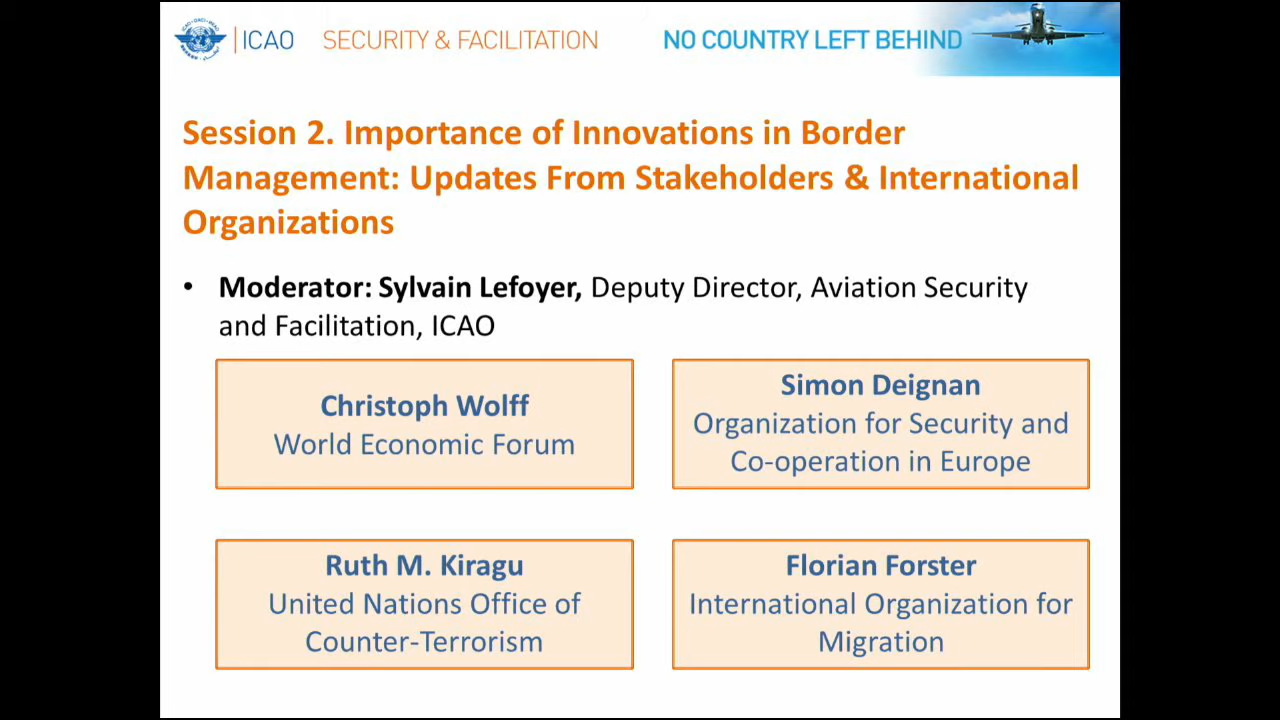 ICAO SECURITY & FACILITATION NO COUNTRY LEFT BEHIND
Session 2. Importance of Innovations in Border
Management: Updates From Stakeholders & International
Organizations
• Moderator: Sylvain Lefoyer, Deputy Director, Aviation Security
and Facilitation, ICAO
Christoph Wolff
World Economic Forum
Simon Deignan
Organization for Security and
Co-operation in Europe
Ruth M. Kiragu
United Nations Office of
Counter-Terrorism
Florian Forster
International Organization for
Migration